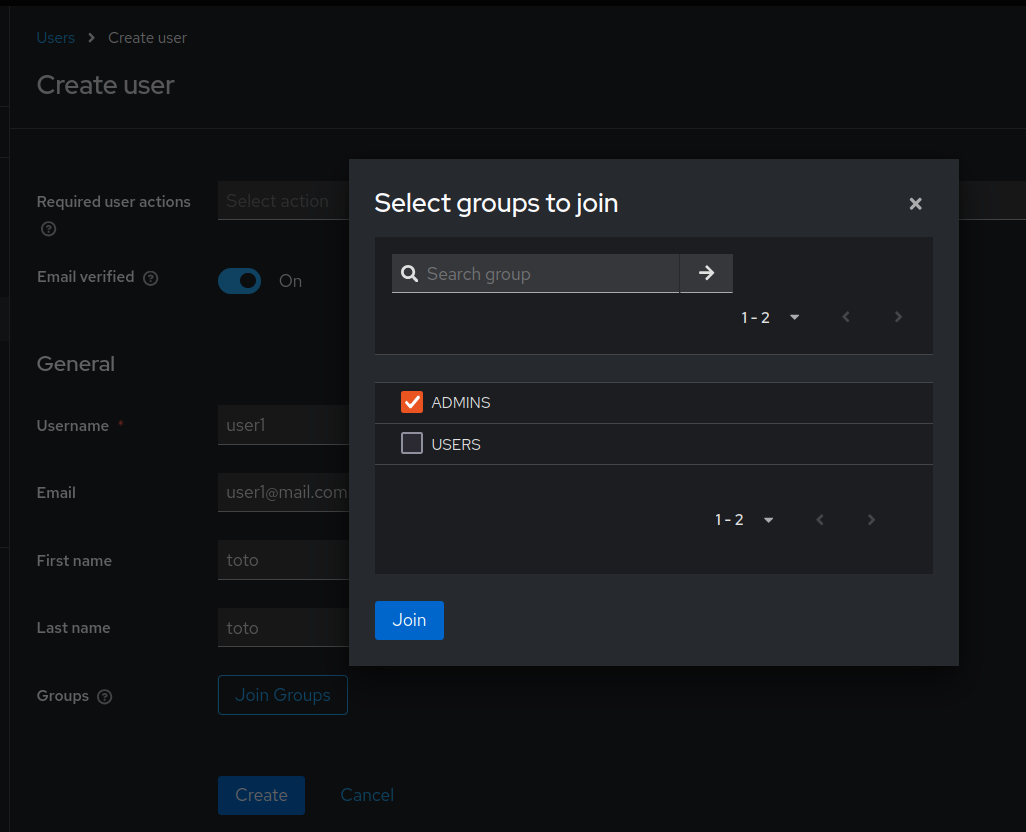 Users > Create user
Create user
Required user actions
Select action
Email verified
On
General
Username *
user1
Email
user1@mail.com
First name
toto
Last name
toto
Groups
Join Groups
Create
Cancel
Select groups to join
Search group
1 - 2
ADMINS
USERS
1 - 2
Join